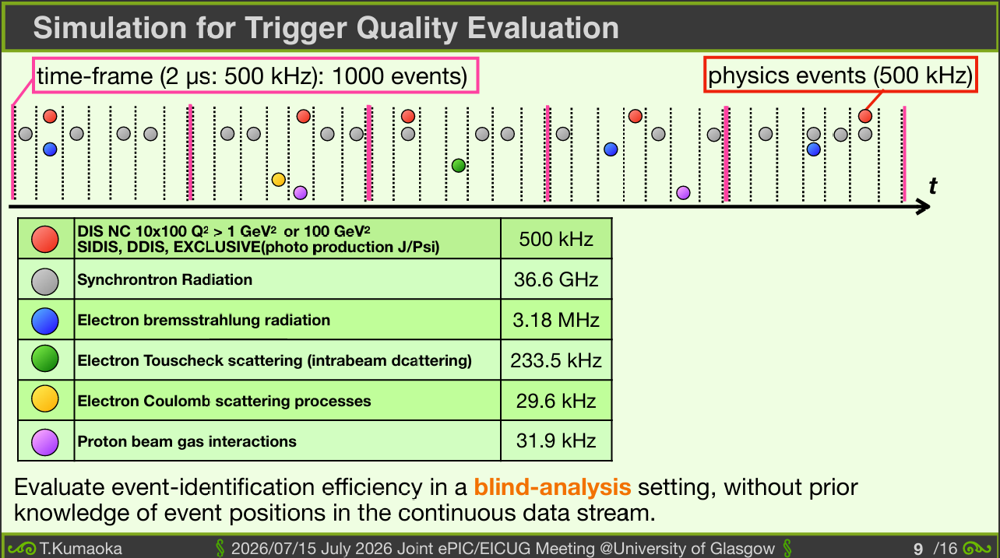 Simulation for Trigger Quality Evaluation
time-frame (2 μs: 500 kHz): 1000 events)
physics events (500 kHz)
t
DIS NC 10x100 Q² > 1 GeV² or 100 GeV²
SIDIS, DDIS, EXCLUSIVE(photo production J/Psi)
500 kHz
Synchrontron Radiation
36.6 GHz
Electron bremsstrahlung radiation
3.18 MHz
Electron Touscheck scattering (intrabeam dcattering)
233.5 kHz
Electron Coulomb scattering processes
29.6 kHz
Proton beam gas interactions
31.9 kHz
Evaluate event-identification efficiency in a blind-analysis setting, without prior
knowledge of event positions in the continuous data stream.
T.Kumaoka § 2026/07/15 July 2026 Joint ePIC/EICUG Meeting @University of Glasgow § 9 /16